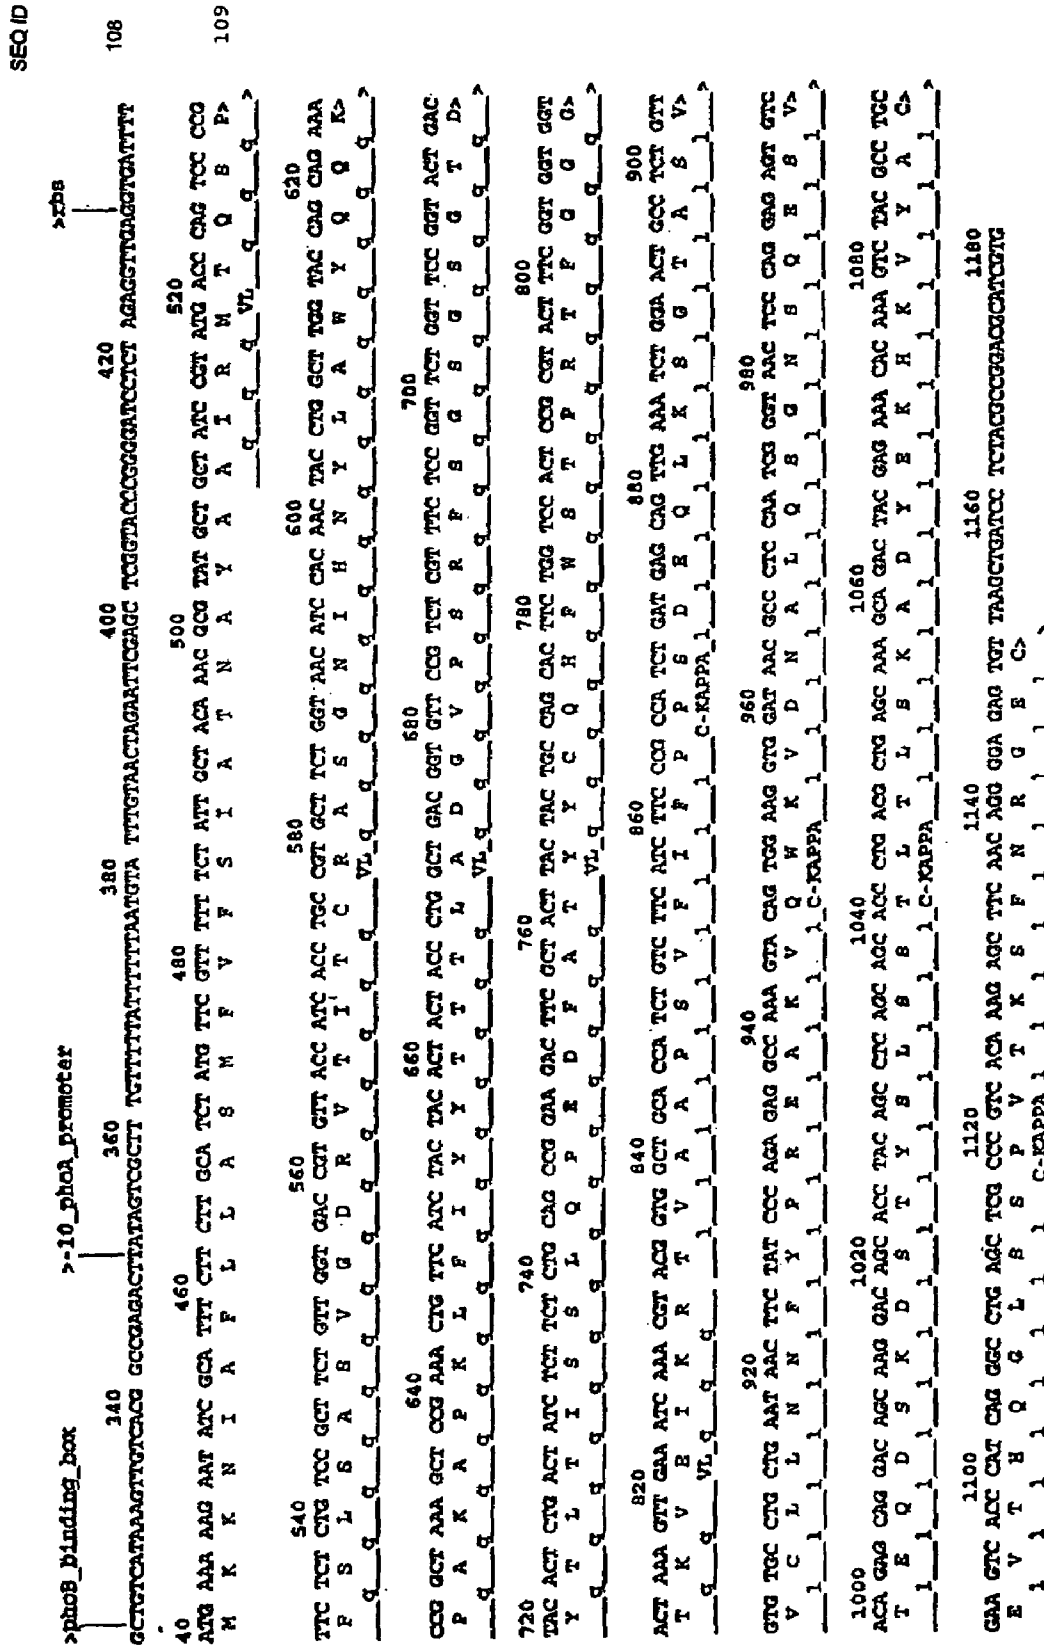 SEQ ID
>phoB_binding_box >-10_phoA_promoter >rbs
340 360 380 400 420
GCTGTCATAAAGTTGTCACG GCCGAGACTTATAGTCGCTT TGTTTTTATTTTTTAATGTA TTTGTAACTAGAATTCGAGC TCGGTACCCGGGGATCCTCT AGAGGTTGAGGTGATTTT 108
40 460 480 500 520
ATG AAA AAG AAT ATC GCA TTT CTT CTT GCA TCT ATG TTC GTT TTT TCT ATT GCT ACA AAC GCG TAT GCT GCT ATC CGT ATG ACC CAG TCC CCG
M K K N I A F L L A S M F V F S I A T N A Y A A I R M T Q S P> 109
q q q VL q q q q >
540 560 580 600 620
TTC TCT CTG TCC GCT TCT GTT GGT GAC CGT GTT ACC ATC ACC TGC CGT GCT TCT GGT AAC ATC CAC AAC TAC CTG GCT TGG TAC CAG CAG AAA
F S L S A S V G D R V T I T C R A S G N I H N Y L A W Y Q Q K>
q q q q q q q q VL q q q q q q q q >
640 660 680 700
CCG GCT AAA GCT CCG AAA CTG TTC ATC TAC TAC ACT ACT ACC CTG GCT GAC GGT GTT CCG TCT CGT TTC TCC GGT TCT GGT TCC GGT ACT GAC
P A K A P K L F I Y Y T T T L A D G V P S R F S G S G S G T D>
q q q q q q q q VL q q q q q q q q >
720 740 760 780 800
TAC ACT CTG ACT ATC TCT TCT CTG CAG CCG GAA GAC TTC GCT ACT TAC TAC TGC CAG CAC TTC TGG TCC ACT CCG CGT ACT TTC GGT GGT GGT
Y T L T I S S L Q P E D F A T Y Y C Q H F W S T P R T F G G G>
q q q q q q q q VL q q q q q q q q >
820 840 860 880 900
ACT AAA GTT GAA ATC AAA CGT ACG GTG GCT GCA CCA TCT GTC TTC ATC TTC CCG CCA TCT GAT GAG CAG TTG AAA TCT GGA ACT GCC TCT GTT
T K V E I K R T V A A P S V F I F P P S D E Q L K S G T A S V>
q q VL q q q l l l l l C-KAPPA l l l l l >
920 940 960 980
GTG TGC CTG CTG AAT AAC TTC TAT CCC AGA GAG GCC AAA GTA CAG TGG AAG GTG GAT AAC GCC CTC CAA TCG GGT AAC TCC CAG GAG AGT GTC
V C L L N N F Y P R E A K V Q W K V D N A L Q S G N S Q E S V>
l l l l l l l C-KAPPA l l l l l l l >
1000 1020 1040 1060 1080
ACA GAG CAG GAC AGC AAG GAC AGC ACC TAC AGC CTC AGC AGC ACC CTG ACG CTG AGC AAA GCA GAC TAC GAG AAA CAC AAA GTC TAC GCC TGC
T E Q D S K D S T Y S L S S T L T L S K A D Y E K H K V Y A C>
l l l l l l l C-KAPPA l l l l l l l >
1100 1120 1140 1160 1180
GAA GTC ACC CAT CAG GGC CTG AGC TCG CCC GTC ACA AAG AGC TTC AAC AGG GGA GAG TGT TAAGCTGATCC TCTACGCCGGACGCATCGTG
E V T H Q G L S S P V T K S F N R G E C>
l l l l l C-KAPPA l l l l >